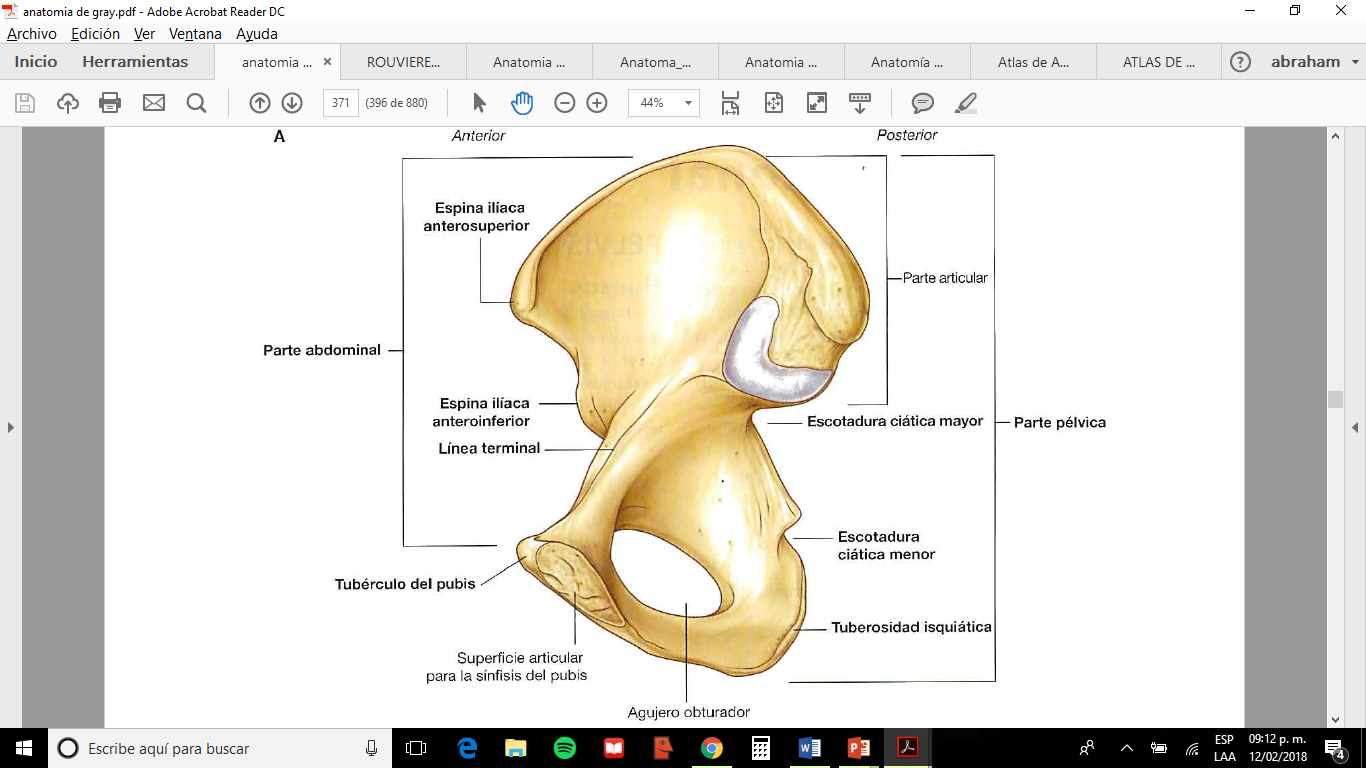 anatomia de gray.pdf - Adobe Acrobat Reader DC
Archivo Edición Ver Ventana Ayuda
Inicio Herramientas anatomia ... × ROUVIERE... Anatomia ... Anatoma_... Anatomia ... Anatomía ... Atlas de A... ATLAS DE ... ? abraham
371 (396 de 880) 44%
A Anterior Posterior
Espina ilíaca
anterosuperior
Parte articular
Parte abdominal
Espina ilíaca
anteroinferior
Escotadura ciática mayor
Parte pélvica
Línea terminal
Escotadura
ciática menor
Tubérculo del pubis
Tuberosidad isquiática
Superficie articular
para la sínfisis del pubis
Agujero obturador
Escribe aquí para buscar
ESP 09:12 p. m.
LAA 12/02/2018 4